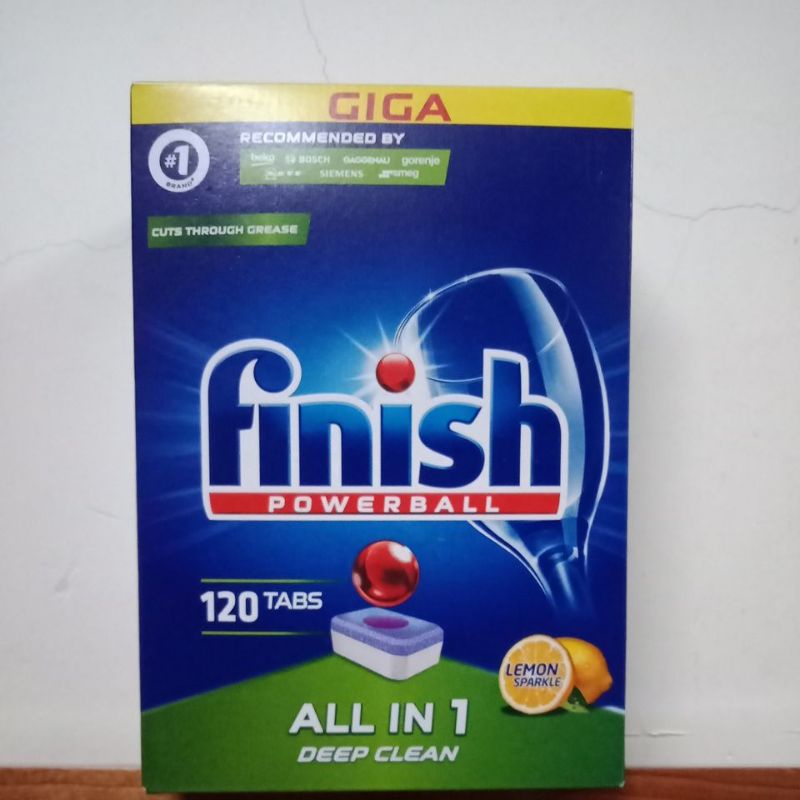 GIGA
#1
BRAND*
RECOMMENDED BY
beko BOSCH GAGGENAU gorenje
SIEMENS smeg
CUTS THROUGH GREASE
finish
POWERBALL
120 TABS
LEMON
SPARKLE
ALL IN 1
DEEP CLEAN